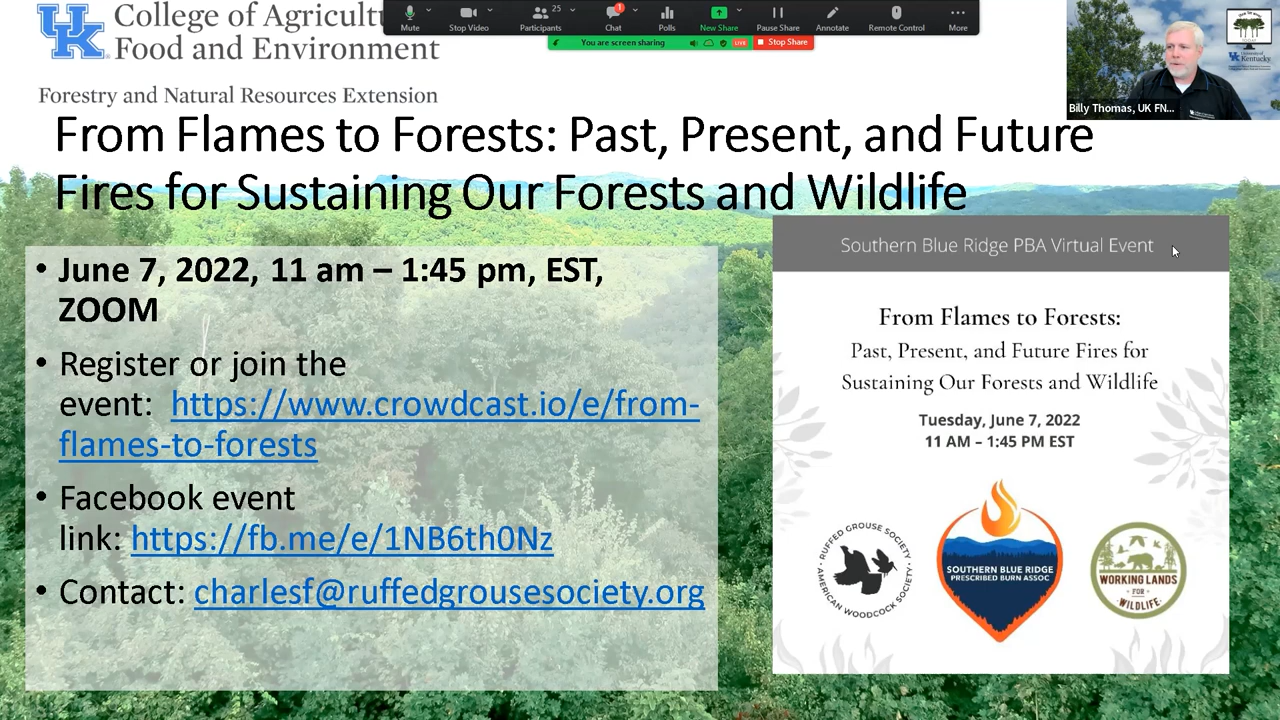 College of Agricultu
Food and Environment
Forestry and Natural Resources Extension
Mute
Stop Video
25
Participants
1
Chat
Polls
New Share
Pause Share
Annotate
Remote Control
More
You are screen sharing
LIVE
Stop Share
Kentucky
Billy Thomas, UK FN...
From Flames to Forests: Past, Present, and Future
Fires for Sustaining Our Forests and Wildlife
• June 7, 2022, 11 am – 1:45 pm, EST,
ZOOM
• Register or join the
event: https://www.crowdcast.io/e/from-
flames-to-forests
• Facebook event
link: https://fb.me/e/1NB6th0Nz
• Contact: charlesf@ruffedgrousesociety.org
Southern Blue Ridge PBA Virtual Event
From Flames to Forests:
Past, Present, and Future Fires for
Sustaining Our Forests and Wildlife
Tuesday, June 7, 2022
11 AM – 1:45 PM EST
RUFFED GROUSE SOCIETY
AMERICAN WOODCOCK SOCIETY
SOUTHERN BLUE RIDGE
PRESCRIBED BURN ASSOC
WORKING LANDS
FOR
WILDLIFE